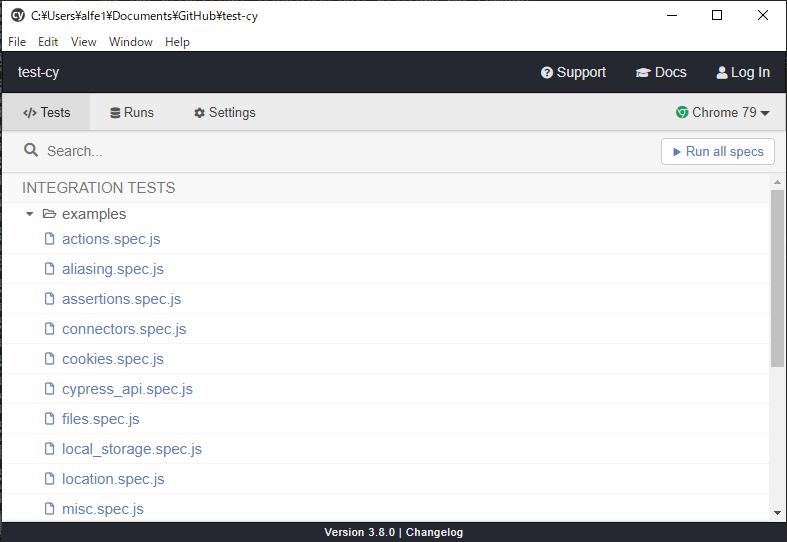 cy C:¥Users¥alfe1¥Documents¥GitHub¥test-cy
File Edit View Window Help
test-cy Support Docs Log In
Tests Runs Settings Chrome 79
Search... Run all specs
INTEGRATION TESTS
examples
actions.spec.js
aliasing.spec.js
assertions.spec.js
connectors.spec.js
cookies.spec.js
cypress_api.spec.js
files.spec.js
local_storage.spec.js
location.spec.js
misc.spec.js
Version 3.8.0 | Changelog